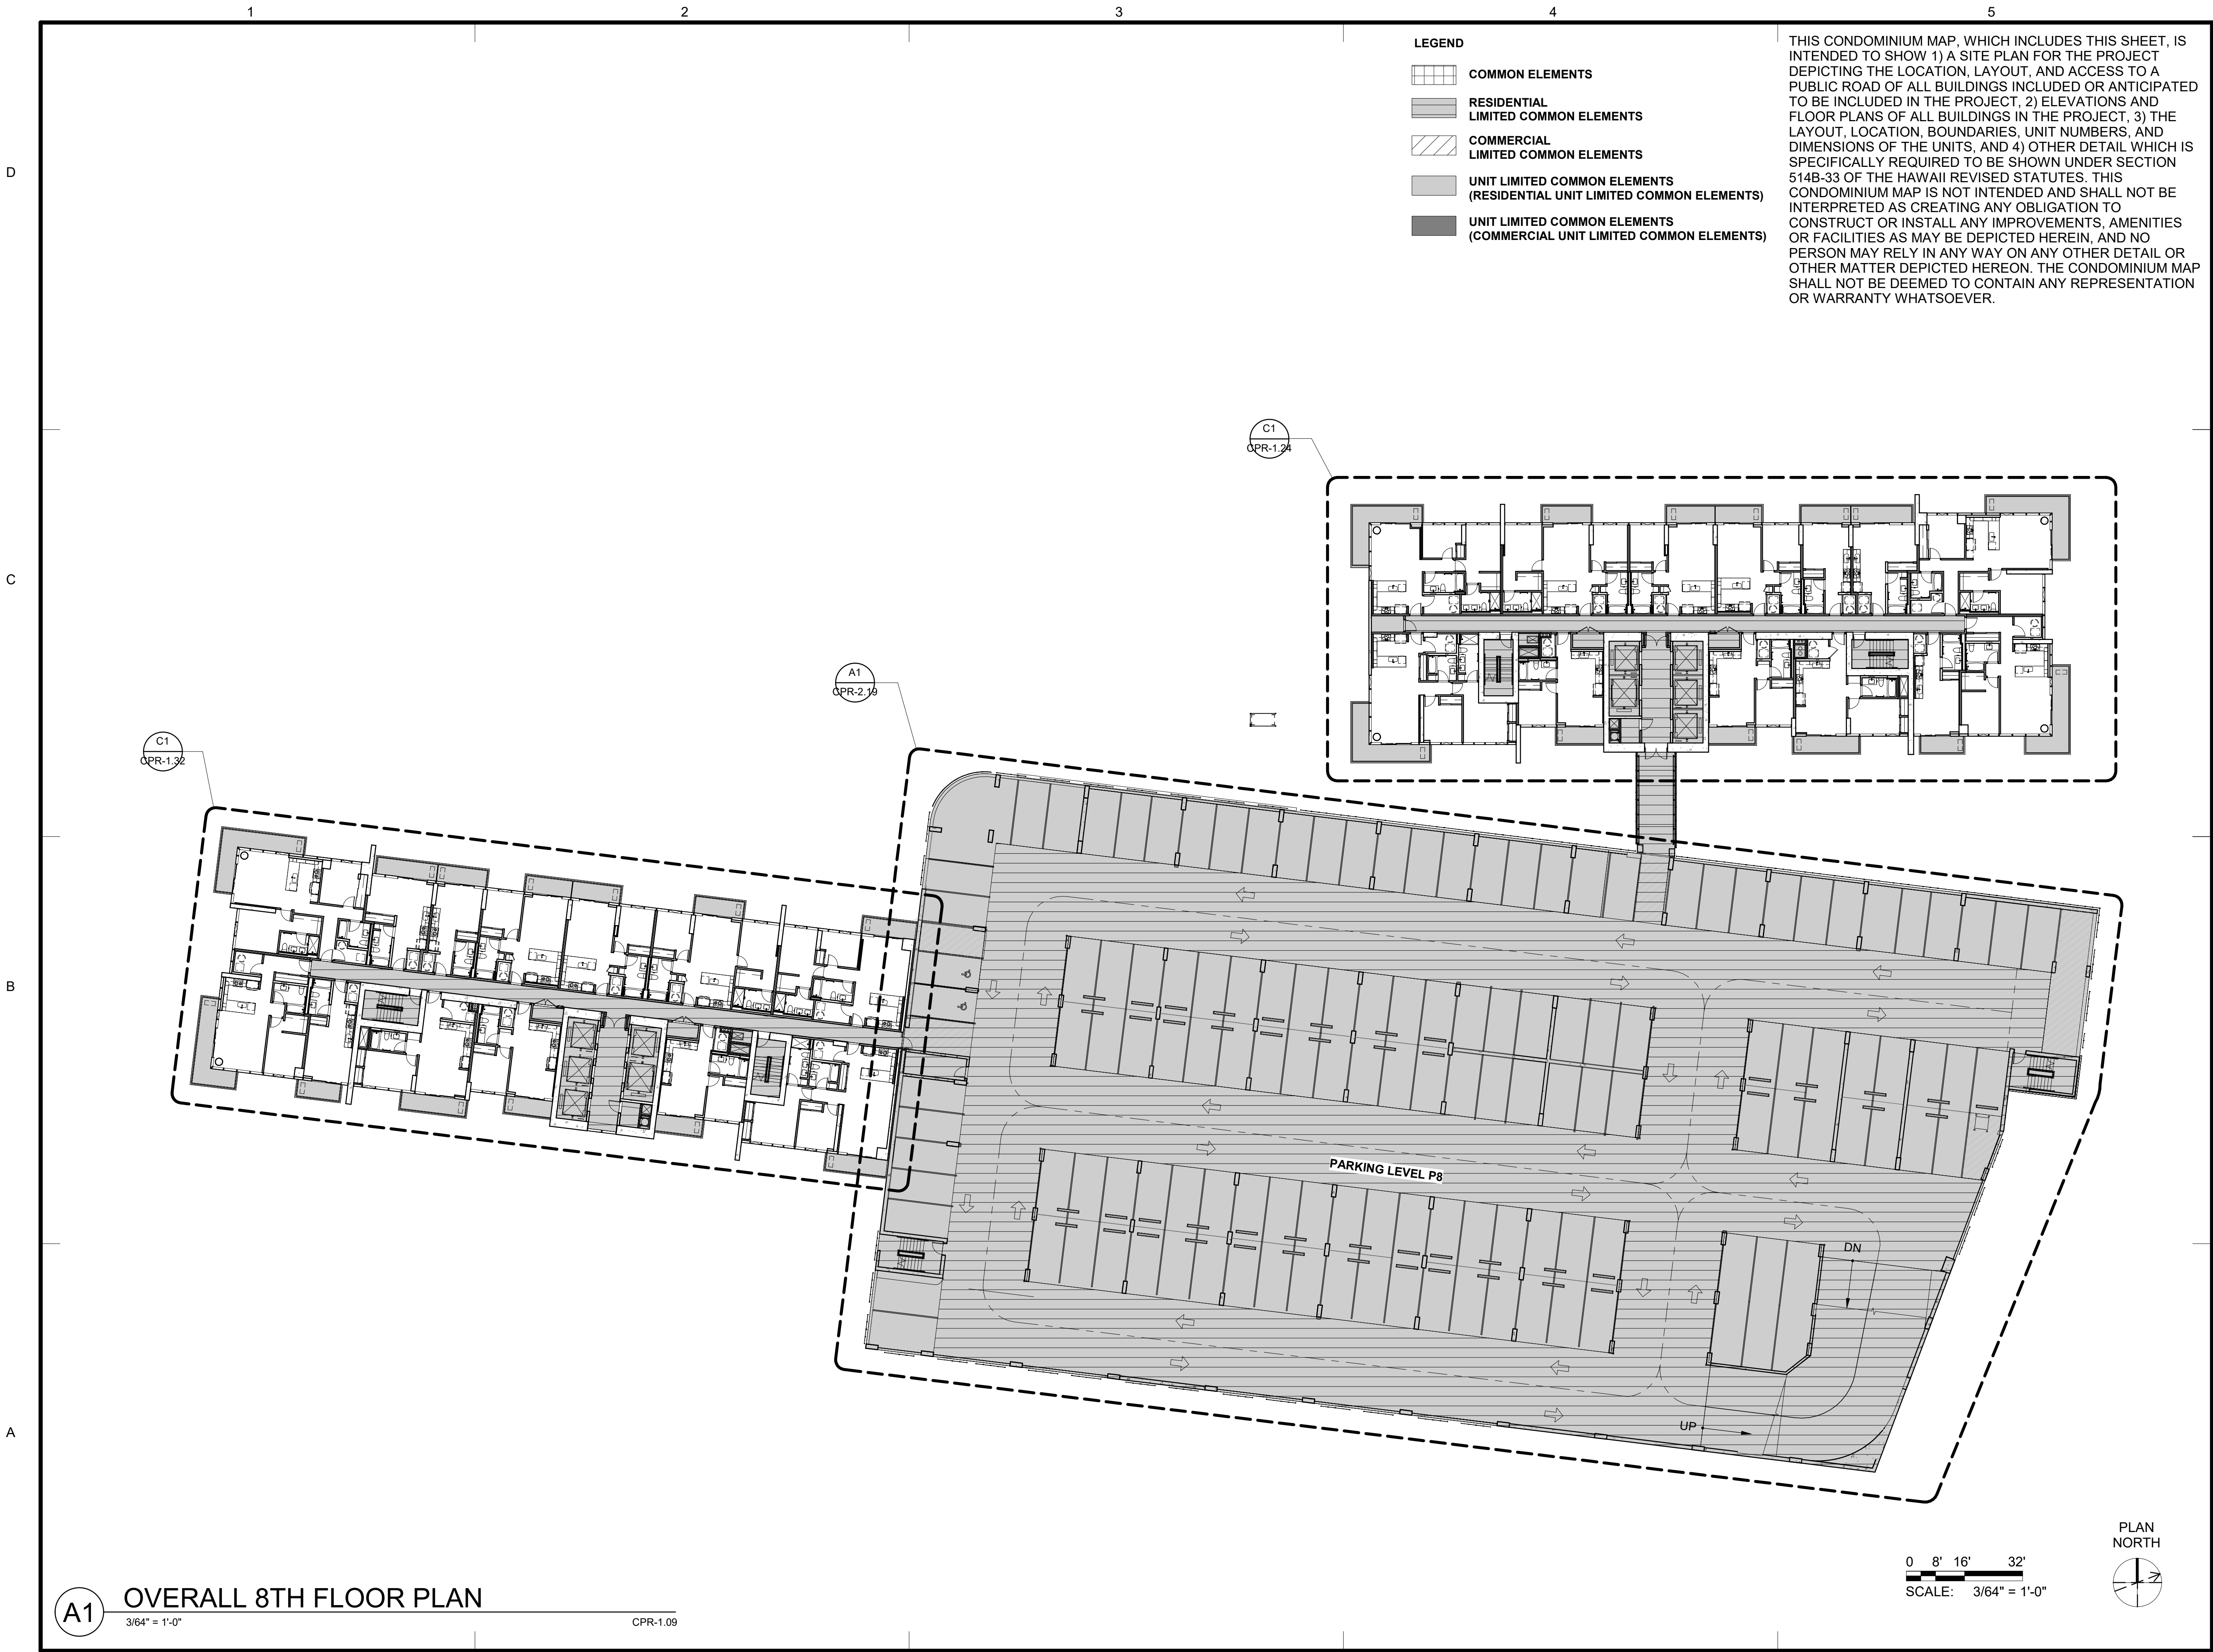 1 2 3 4 5
LEGEND
COMMON ELEMENTS
RESIDENTIAL
LIMITED COMMON ELEMENTS
COMMERCIAL
LIMITED COMMON ELEMENTS
UNIT LIMITED COMMON ELEMENTS
(RESIDENTIAL UNIT LIMITED COMMON ELEMENTS)
UNIT LIMITED COMMON ELEMENTS
(COMMERCIAL UNIT LIMITED COMMON ELEMENTS)
THIS CONDOMINIUM MAP, WHICH INCLUDES THIS SHEET, IS
INTENDED TO SHOW 1) A SITE PLAN FOR THE PROJECT
DEPICTING THE LOCATION, LAYOUT, AND ACCESS TO A
PUBLIC ROAD OF ALL BUILDINGS INCLUDED OR ANTICIPATED
TO BE INCLUDED IN THE PROJECT, 2) ELEVATIONS AND
FLOOR PLANS OF ALL BUILDINGS IN THE PROJECT, 3) THE
LAYOUT, LOCATION, BOUNDARIES, UNIT NUMBERS, AND
DIMENSIONS OF THE UNITS, AND 4) OTHER DETAIL WHICH IS
SPECIFICALLY REQUIRED TO BE SHOWN UNDER SECTION
514B-33 OF THE HAWAII REVISED STATUTES. THIS
CONDOMINIUM MAP IS NOT INTENDED AND SHALL NOT BE
INTERPRETED AS CREATING ANY OBLIGATION TO
CONSTRUCT OR INSTALL ANY IMPROVEMENTS, AMENITIES
OR FACILITIES AS MAY BE DEPICTED HEREIN, AND NO
PERSON MAY RELY IN ANY WAY ON ANY OTHER DETAIL OR
OTHER MATTER DEPICTED HEREON. THE CONDOMINIUM MAP
SHALL NOT BE DEEMED TO CONTAIN ANY REPRESENTATION
OR WARRANTY WHATSOEVER.
D
C1
CPR-1.24
C
A1
CPR-2.19
C1
CPR-1.32
B
PARKING LEVEL P8
DN
UP
A
PLAN
NORTH
0 8' 16' 32'
SCALE: 3/64" = 1'-0"
A1
OVERALL 8TH FLOOR PLAN
3/64" = 1'-0"
CPR-1.09